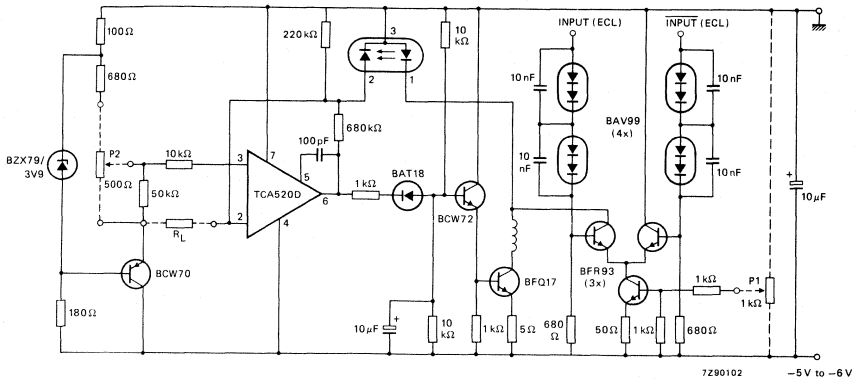 100Ω
220kΩ
3
10
kΩ
INPUT (ECL)
INPUT (ECL)
680Ω
2
1
10nF
10nF
BAV99
(4x)
BZX79/
3V9
P2
500Ω
10kΩ
3
7
100pF
680kΩ
5
BAT18
10
nF
10nF
50kΩ
TCA520D
6
1kΩ
BCW72
+
10µF
2
4
RL
BCW70
BFQ17
BFR93
(3x)
1kΩ
P1
1kΩ
180Ω
+
10µF
10
kΩ
1kΩ
5Ω
680
Ω
50Ω
1kΩ
680Ω
7Z90102
−5V to −6V